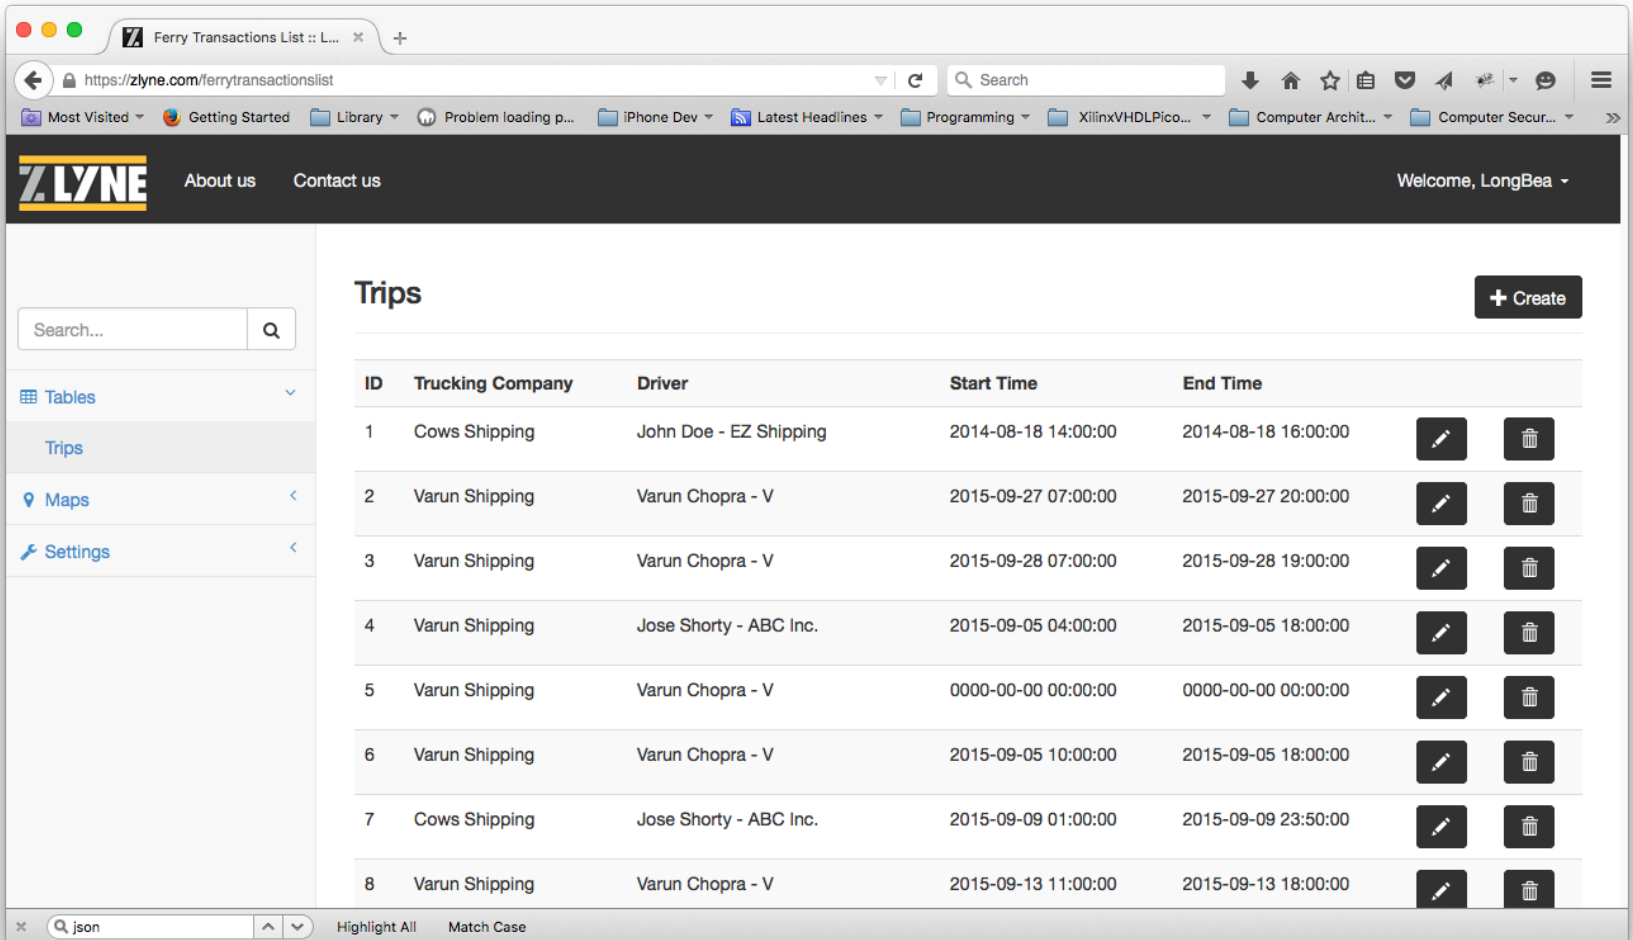 Ferry Transactions List :: L...
https://zlyne.com/ferrytransactionslist
Search
Most Visited Getting Started Library Problem loading p... iPhone Dev Latest Headlines Programming XilinxVHDLPico... Computer Archit... Computer Secur...
ZLYNE About us Contact us Welcome, LongBea
Trips
Create
Search...
Tables
Trips
Maps
Settings
ID Trucking Company Driver Start Time End Time
1 Cows Shipping John Doe - EZ Shipping 2014-08-18 14:00:00 2014-08-18 16:00:00
2 Varun Shipping Varun Chopra - V 2015-09-27 07:00:00 2015-09-27 20:00:00
3 Varun Shipping Varun Chopra - V 2015-09-28 07:00:00 2015-09-28 19:00:00
4 Varun Shipping Jose Shorty - ABC Inc. 2015-09-05 04:00:00 2015-09-05 18:00:00
5 Varun Shipping Varun Chopra - V 0000-00-00 00:00:00 0000-00-00 00:00:00
6 Varun Shipping Varun Chopra - V 2015-09-05 10:00:00 2015-09-05 18:00:00
7 Cows Shipping Jose Shorty - ABC Inc. 2015-09-09 01:00:00 2015-09-09 23:50:00
8 Varun Shipping Varun Chopra - V 2015-09-13 11:00:00 2015-09-13 18:00:00
json Highlight All Match Case